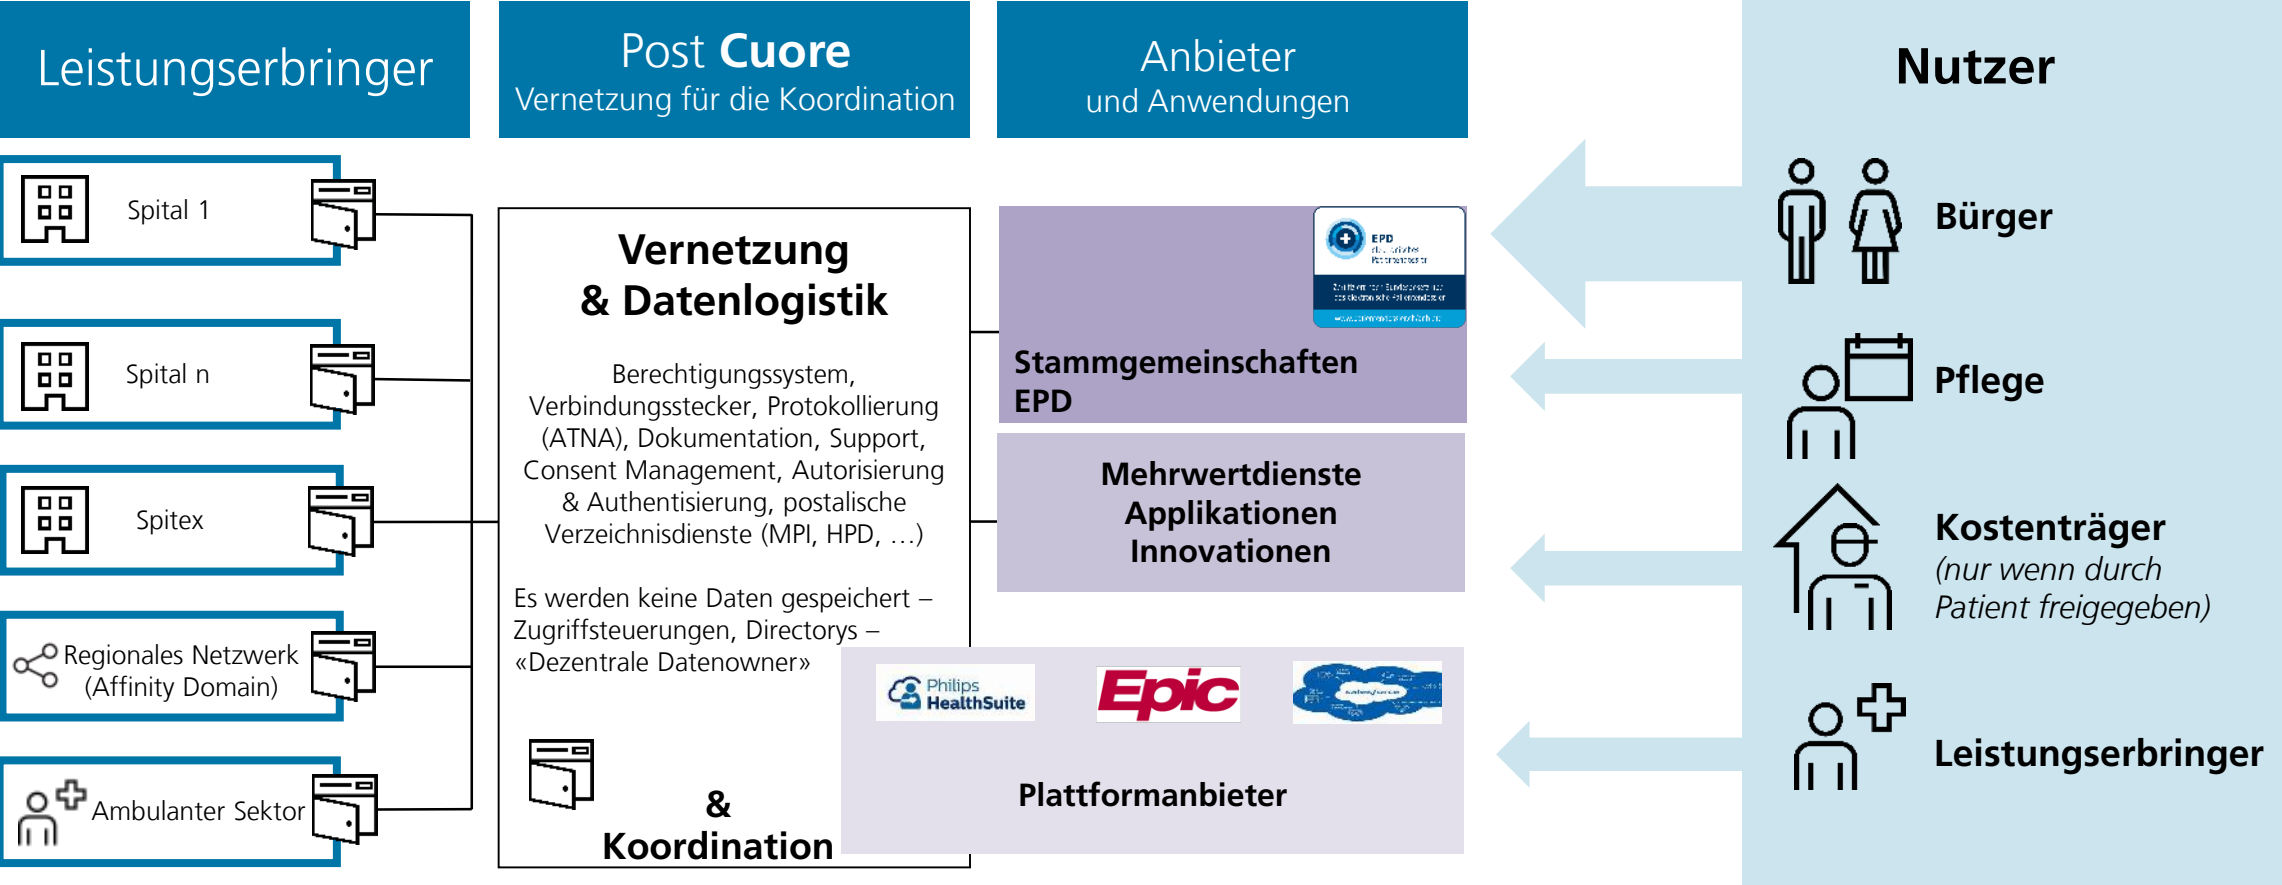 Leistungserbringer
Spital 1
Spital n
Spitex
Regionales Netzwerk
(Affinity Domain)
Ambulanter Sektor
Post Cuore
Vernetzung für die Koordination
Vernetzung
& Datenlogistik
Berechtigungssystem,
Verbindungsstecker, Protokollierung
(ATNA), Dokumentation, Support,
Consent Management, Autorisierung
& Authentisierung, postalische
Verzeichnisdienste (MPI, HPD, …)
Es werden keine Daten gespeichert –
Zugriffsteuerungen, Directorys –
«Dezentrale Datenowner»
&
Koordination
Anbieter
und Anwendungen
EPD
Stammgemeinschaften
EPD
Mehrwertdienste
Applikationen
Innovationen
Philips
HealthSuite
Epic
salesforce
Plattformanbieter
Nutzer
Bürger
Pflege
Kostenträger
(nur wenn durch
Patient freigegeben)
Leistungserbringer